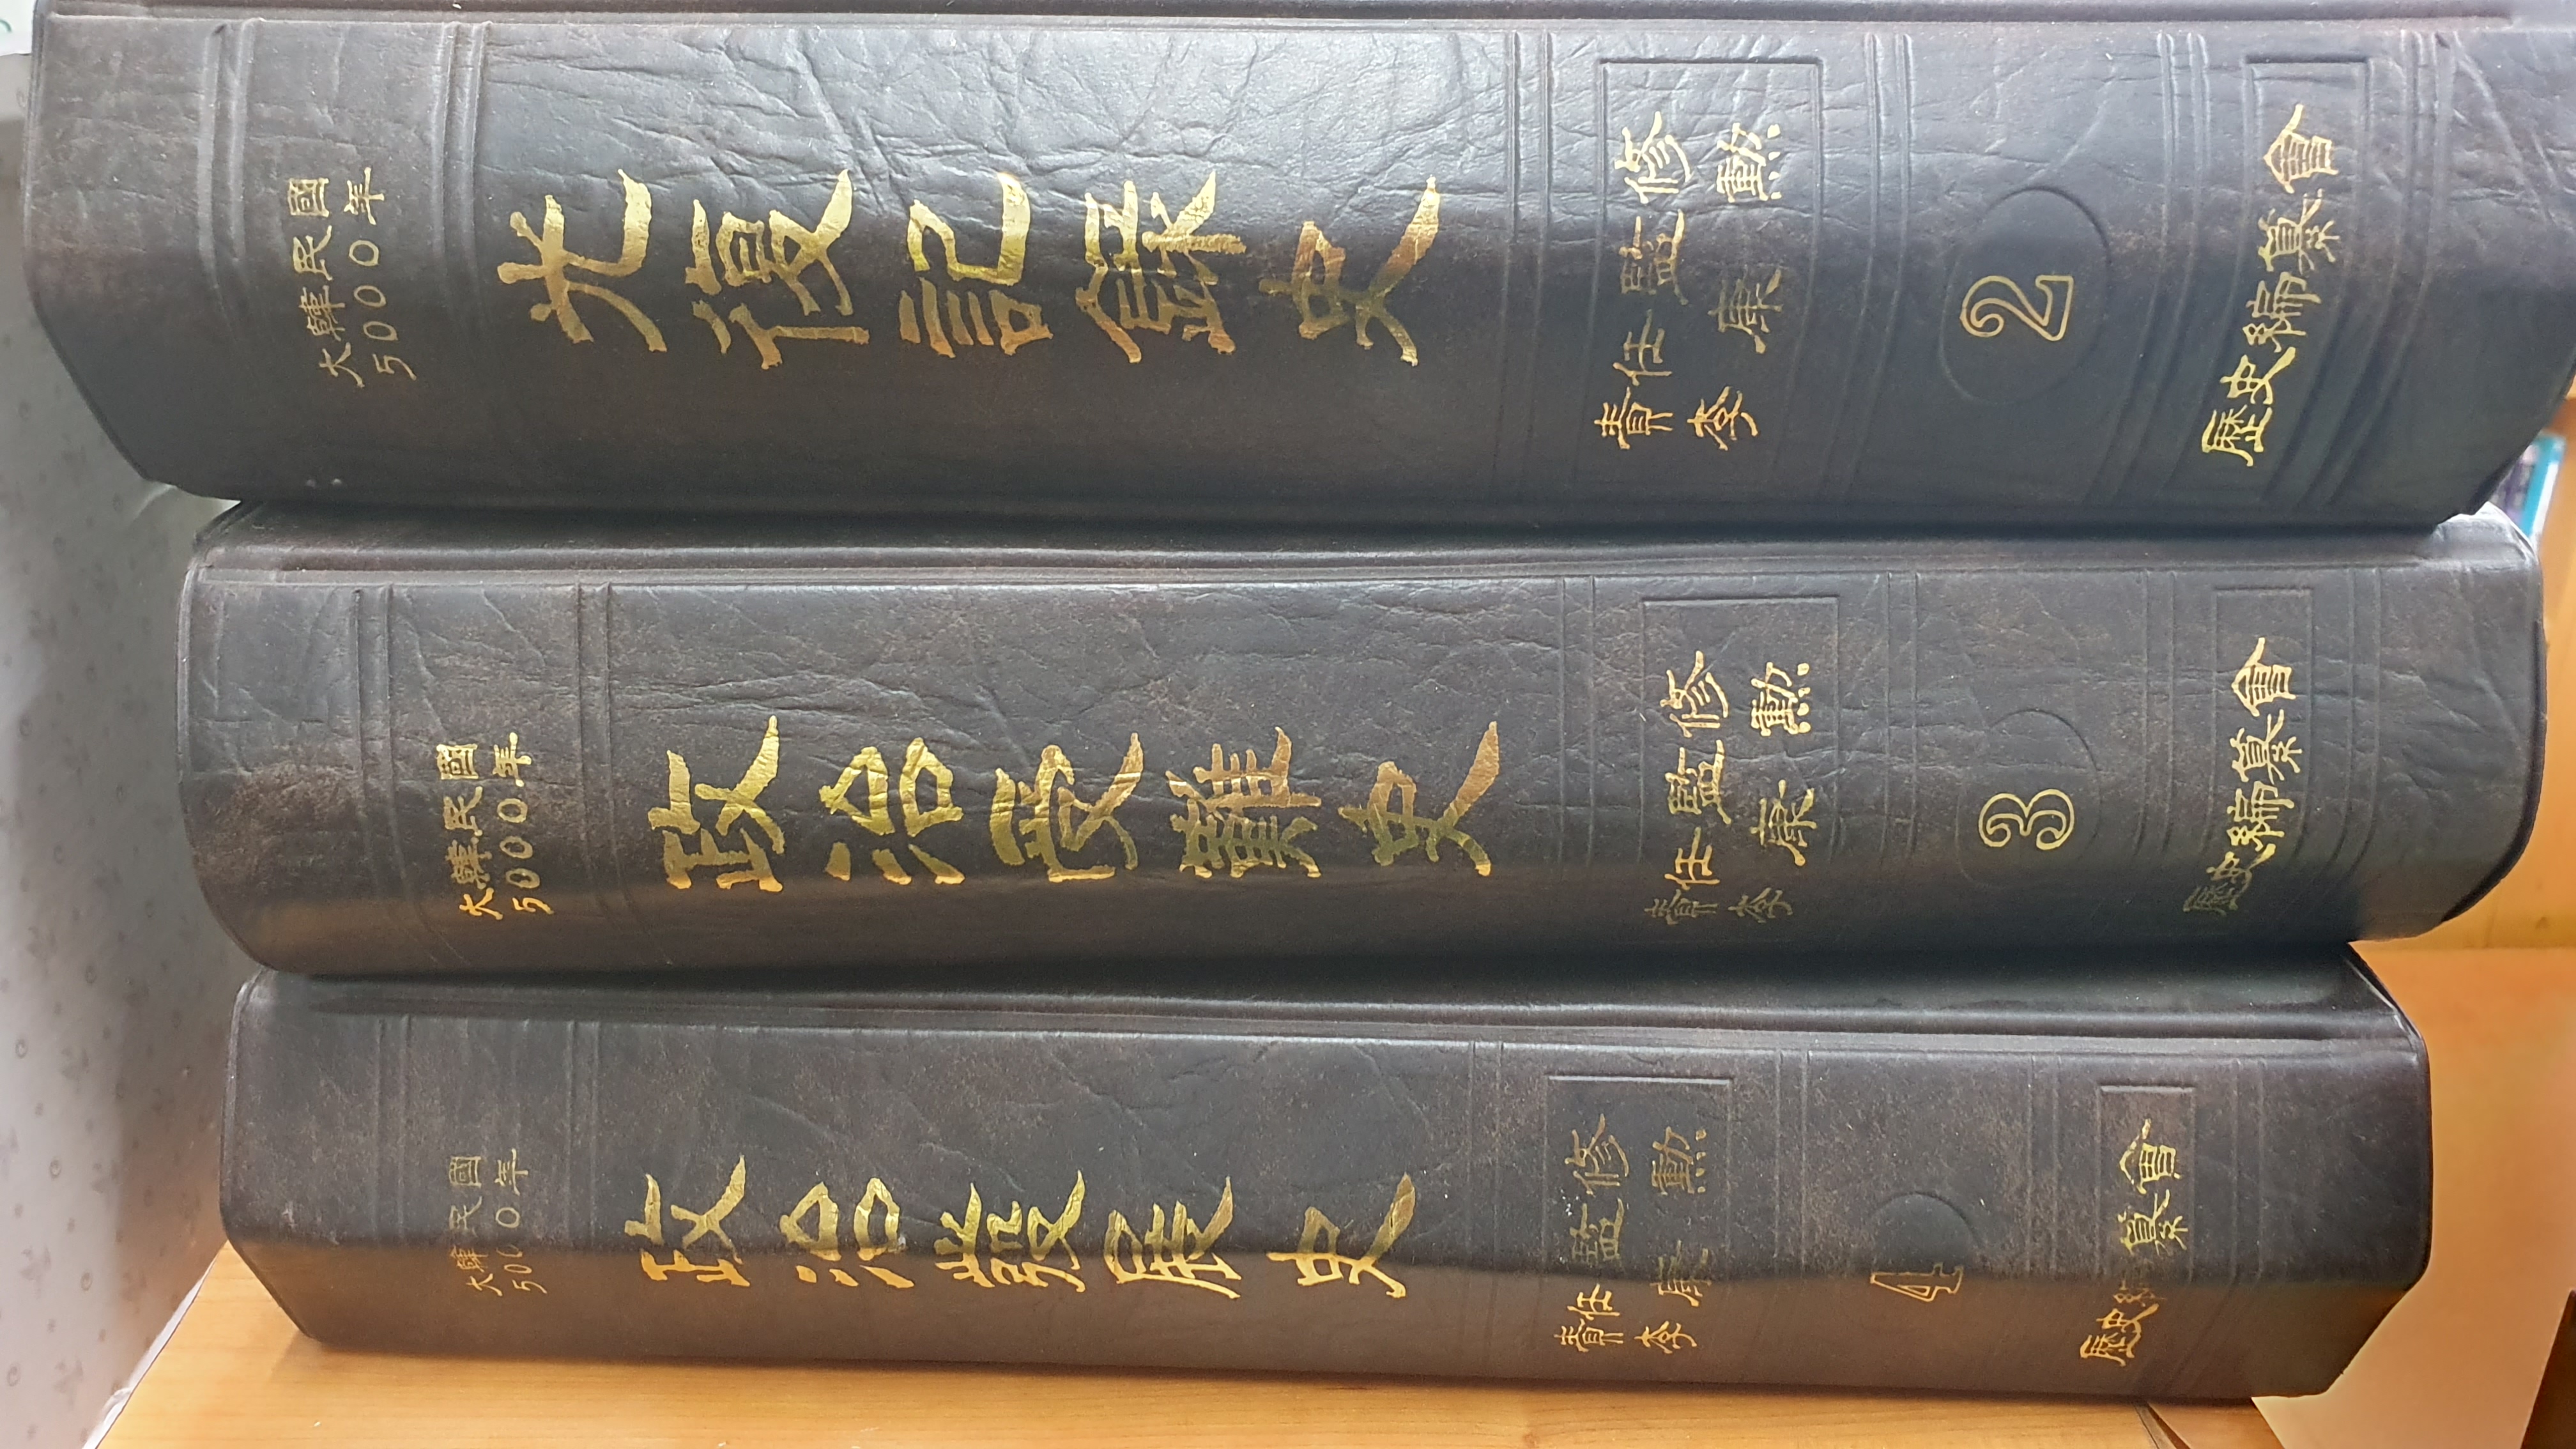 大韓民國
5000年
光復記錄史
責任監修
李康勲
2
歷史編纂會
大韓民國
5000年
政治受難史
責任監修
李康勲
3
歷史編纂會
大韓民國
5000年
政治發展史
責任監修
李康勲
4
歷史編纂會